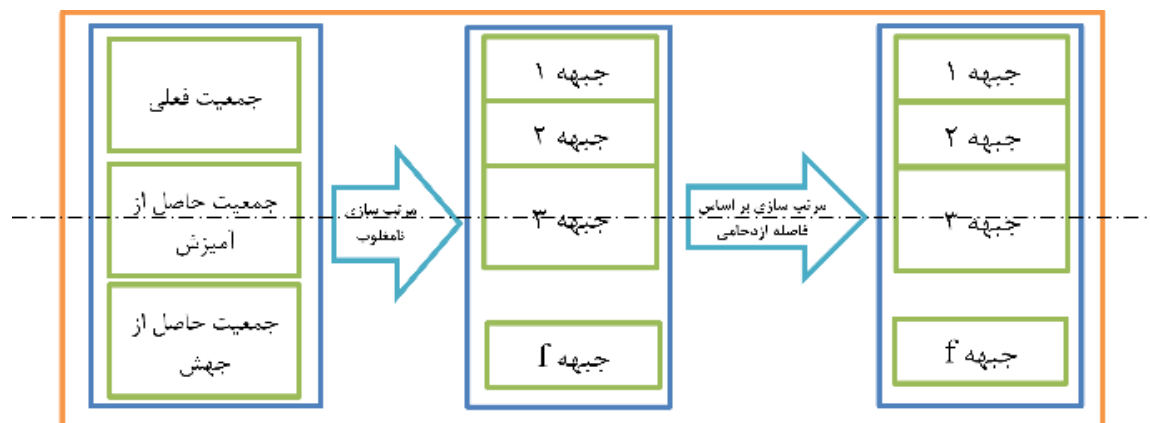 جمعیت فعلی
جمعیت حاصل از
آمیزش
جمعیت حاصل از
جهش
مرتب سازی
نامغلوب
جبهه ۱
جبهه ۲
جبهه ۳
جبهه f
مرتب سازی بر اساس
فاصله ازدحامی
جبهه ۱
جبهه ۲
جبهه ۳
جبهه f